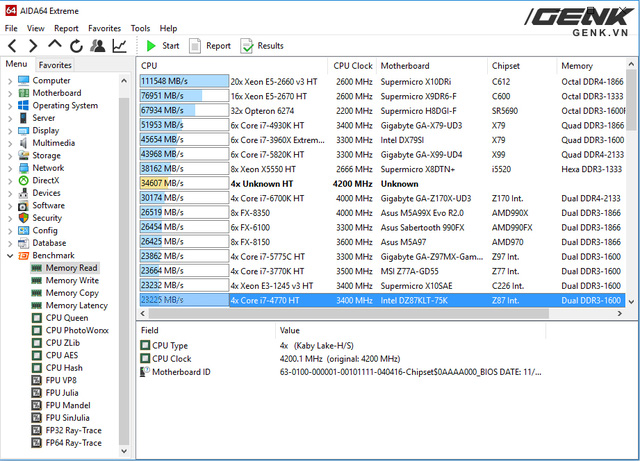 64 AIDA64 Extreme
GENK
GENK.VN
File View Report Favorites Tools Help
Start Report Results
Menu Favorites
Computer
Motherboard
Operating System
Server
Display
Multimedia
Storage
Network
DirectX
Devices
Software
Security
Config
Database
Benchmark
Memory Read
Memory Write
Memory Copy
Memory Latency
CPU Queen
CPU PhotoWorxx
CPU ZLib
CPU AES
CPU Hash
FPU VP8
FPU Julia
FPU Mandel
FPU SinJulia
FP32 Ray-Trace
FP64 Ray-Trace
CPU CPU Clock Motherboard Chipset Memory
111548 MB/s 20x Xeon E5-2660 v3 HT 2600 MHz Supermicro X10DRi C612 Octal DDR4-1866
76951 MB/s 16x Xeon E5-2670 HT 2600 MHz Supermicro X9DR6-F C600 Octal DDR3-1333
67934 MB/s 32x Opteron 6274 2200 MHz Supermicro H8DGI-F SR5690 Octal DDR3-1600R
51953 MB/s 6x Core i7-4930K HT 3400 MHz Gigabyte GA-X79-UD3 X79 Quad DDR3-1866
45654 MB/s 6x Core i7-3960X Extrem... 3300 MHz Intel DX79SI X79 Quad DDR3-1600
43968 MB/s 6x Core i7-5820K HT 3300 MHz Gigabyte GA-X99-UD4 X99 Quad DDR4-2133
38162 MB/s 8x Xeon X5550 HT 2666 MHz Supermicro X8DTN+ i5520 Hexa DDR3-1333
34607 MB/s 4x Unknown HT 4200 MHz Unknown
30174 MB/s 4x Core i7-6700K HT 4000 MHz Gigabyte GA-Z170X-UD3 Z170 Int. Dual DDR4-2133
26519 MB/s 8x FX-8350 4000 MHz Asus M5A99X Evo R2.0 AMD990X Dual DDR3-1866
26454 MB/s 6x FX-6100 3300 MHz Asus Sabertooth 990FX AMD990FX Dual DDR3-1866
26425 MB/s 8x FX-8150 3600 MHz Asus M5A97 AMD970 Dual DDR3-1866
23862 MB/s 4x Core i7-5775C HT 3300 MHz Gigabyte GA-Z97MX-Gam... Z97 Int. Dual DDR3-1600
23664 MB/s 4x Core i7-3770K HT 3500 MHz MSI Z77A-GD55 Z77 Int. Dual DDR3-1600
23232 MB/s 4x Xeon E3-1245 v3 HT 3400 MHz Supermicro X10SAE C226 Int. Dual DDR3-1600
23225 MB/s 4x Core i7-4770 HT 3400 MHz Intel DZ87KLT-75K Z87 Int. Dual DDR3-1600
Field Value
CPU Type 4x (Kaby Lake-H/S)
CPU Clock 4200.1 MHz (original: 4200 MHz)
Motherboard ID 63-0100-000001-00101111-040416-Chipset$0AAAA000_BIOS DATE: 11/...